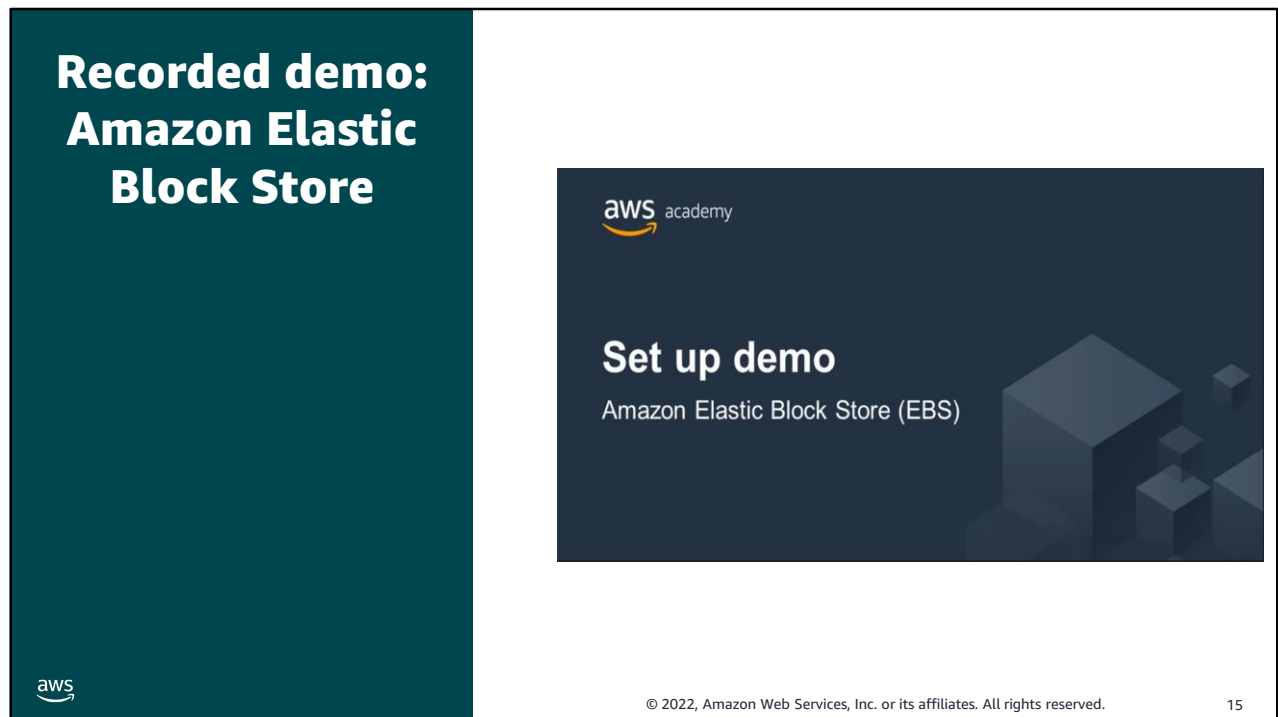 Recorded demo:
Amazon Elastic
Block Store
aws academy
Set up demo
Amazon Elastic Block Store (EBS)
aws
© 2022, Amazon Web Services, Inc. or its affiliates. All rights reserved.
15